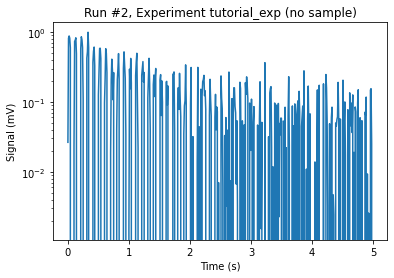 Run #2, Experiment tutorial_exp (no sample)
Signal (mV)
10⁰
10⁻¹
10⁻²
0 1 2 3 4 5
Time (s)